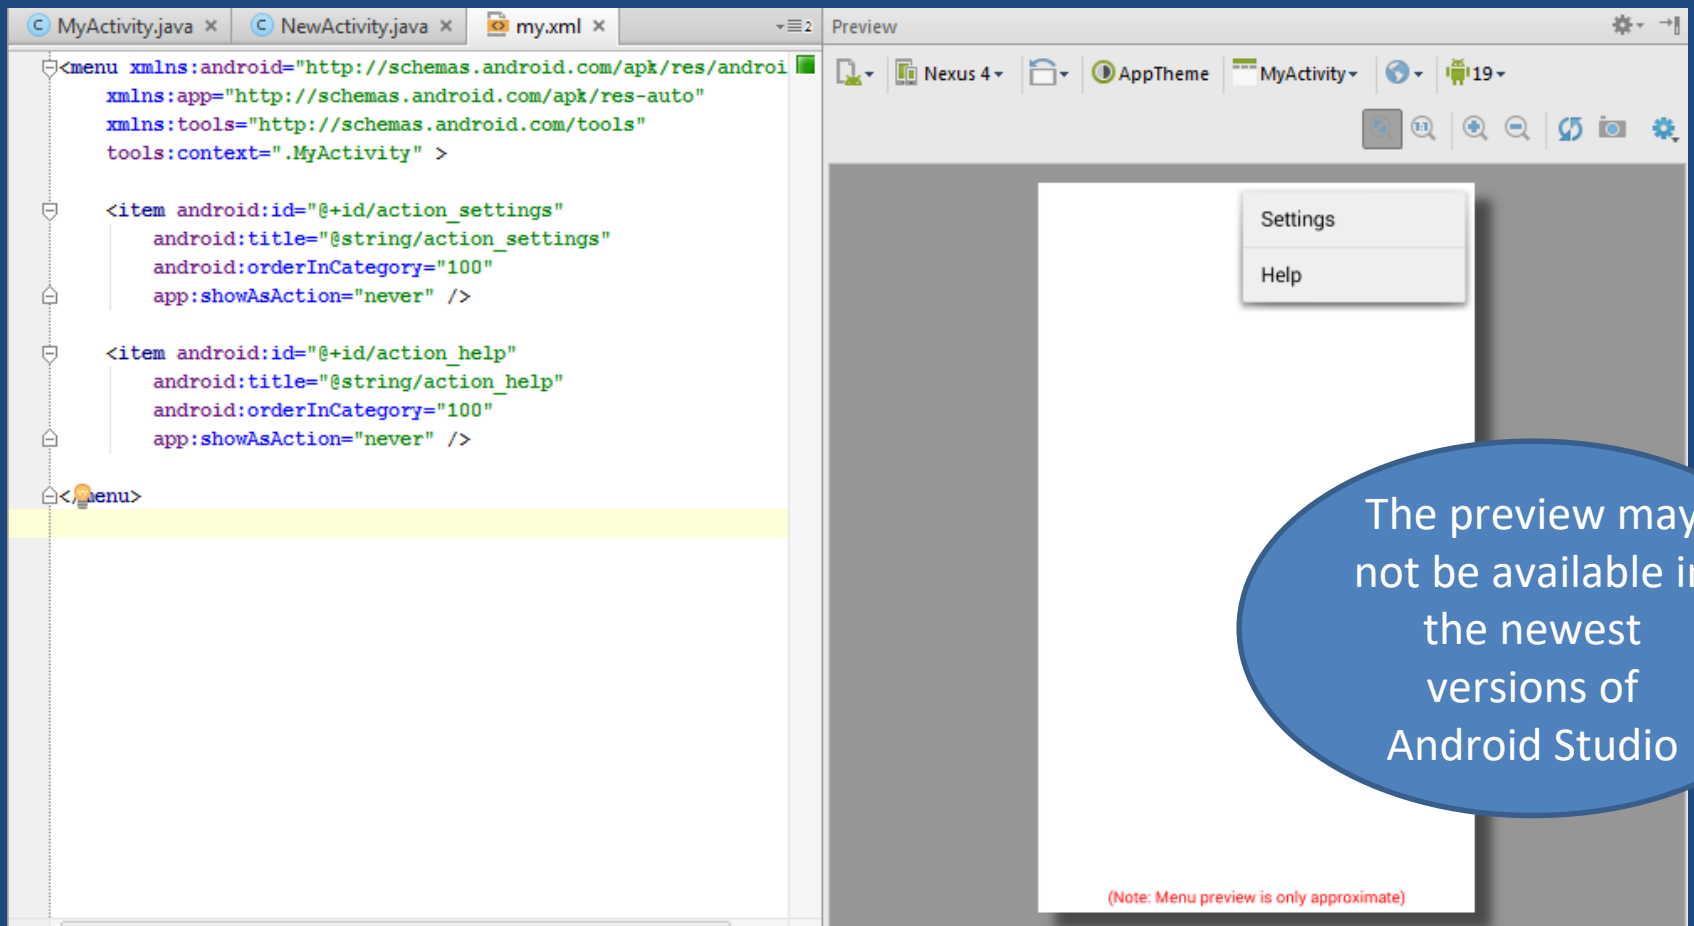 MyActivity.java
NewActivity.java
my.xml
2
Preview
<menu xmlns:android="http://schemas.android.com/apk/res/androi
xmlns:app="http://schemas.android.com/apk/res-auto"
xmlns:tools="http://schemas.android.com/tools"
tools:context=".MyActivity" >
<item android:id="@+id/action_settings"
android:title="@string/action_settings"
android:orderInCategory="100"
app:showAsAction="never" />
<item android:id="@+id/action_help"
android:title="@string/action_help"
android:orderInCategory="100"
app:showAsAction="never" />
</menu>
Nexus 4
AppTheme
MyActivity
19
1:1
Settings
Help
The preview may
not be available in
the newest
versions of
Android Studio
(Note: Menu preview is only approximate)